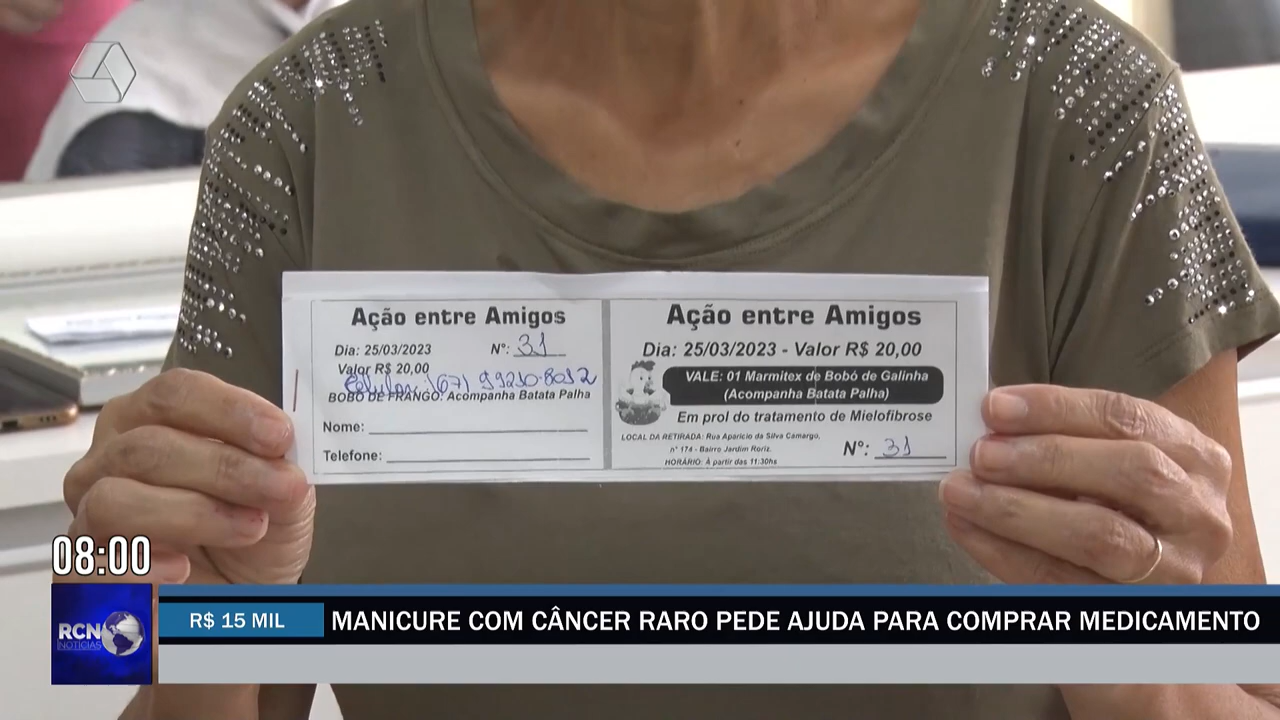 Ação entre Amigos
Dia: 25/03/2023 Nº: 31
Valor R$ 20,00
Celular: (67) 99210-8012
BOBÓ DE FRANGO: Acompanha Batata Palha
Nome:
Telefone:
Ação entre Amigos
Dia: 25/03/2023 - Valor R$ 20,00
VALE: 01 Marmitex de Bobó de Galinha
(Acompanha Batata Palha)
Em prol do tratamento de Mielofibrose
LOCAL DA RETIRADA: Rua Aparicio da Silva Camargo,
n° 174 - Bairro Jardim Roriz.
HORÁRIO: À partir das 11:30hs
Nº: 31
08:00
RCN
NOTÍCIAS
R$ 15 MIL
MANICURE COM CÂNCER RARO PEDE AJUDA PARA COMPRAR MEDICAMENTO